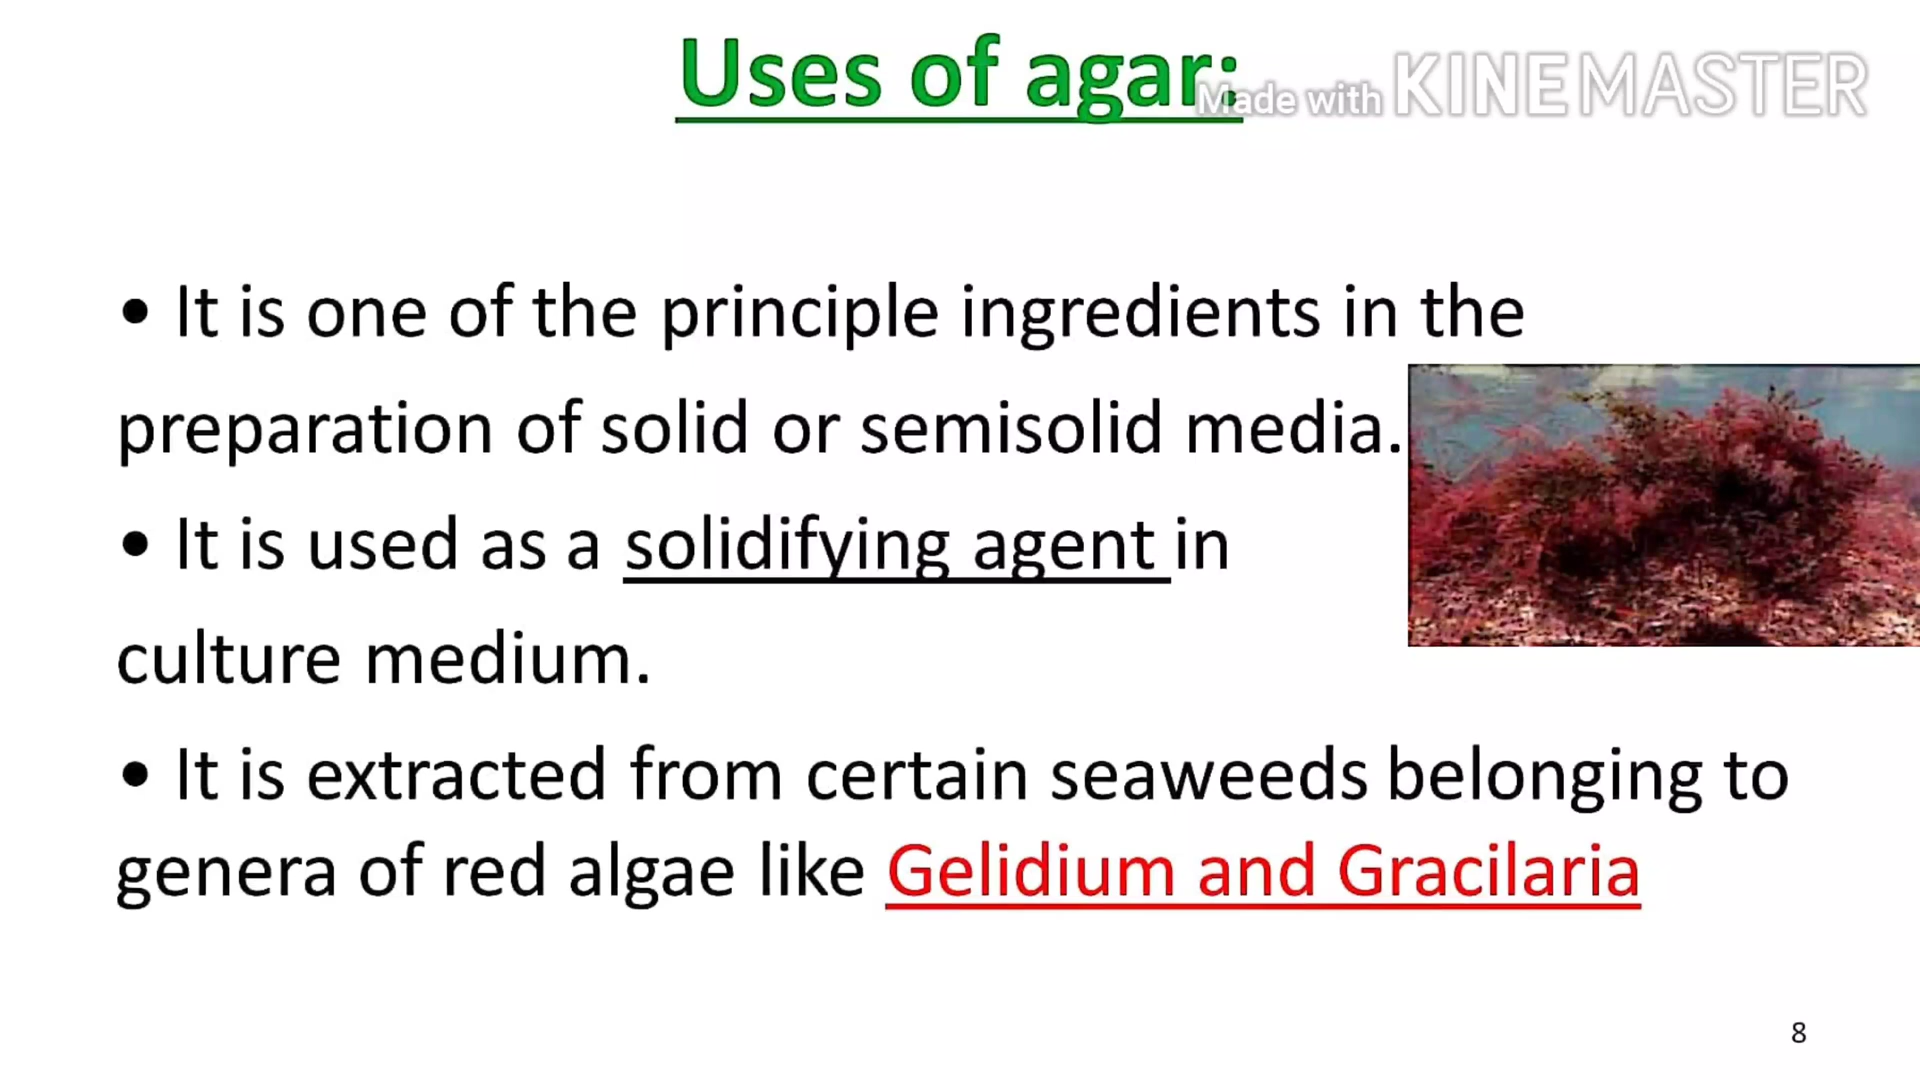 Uses of agar:
Made with KINEMASTER
• It is one of the principle ingredients in the
preparation of solid or semisolid media.
• It is used as a solidifying agent in
culture medium.
• It is extracted from certain seaweeds belonging to
genera of red algae like Gelidium and Gracilaria
8